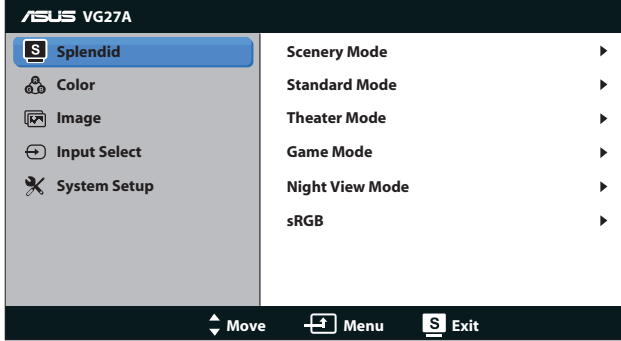 ASUS VG27A
S Splendid
Color
Image
Input Select
System Setup
Scenery Mode
Standard Mode
Theater Mode
Game Mode
Night View Mode
sRGB
Move Menu S Exit